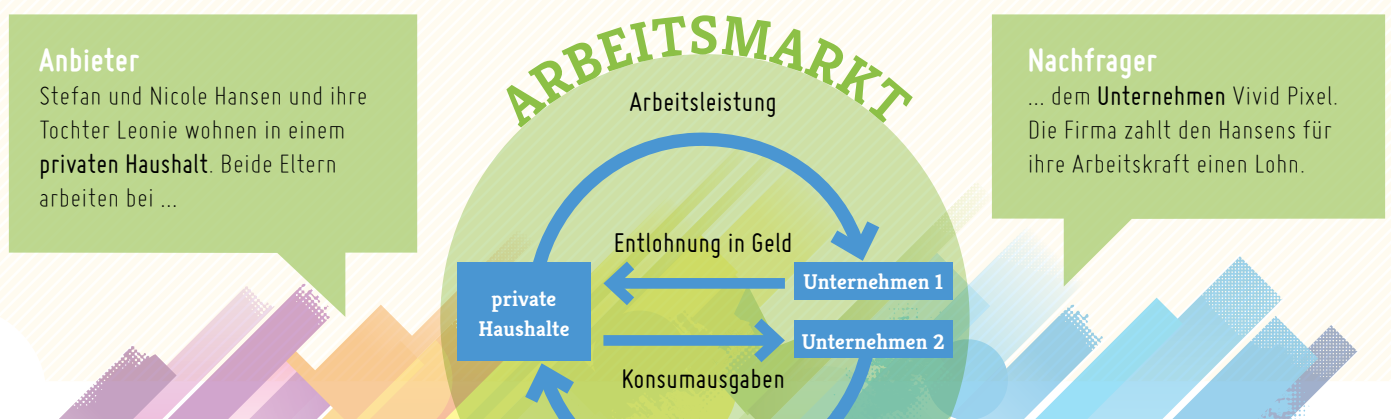 Anbieter
Stefan und Nicole Hansen und ihre
Tochter Leonie wohnen in einem
privaten Haushalt. Beide Eltern
arbeiten bei ...
ARBEITSMARKT
Arbeitsleistung
Entlohnung in Geld
private
Haushalte
Unternehmen 1
Unternehmen 2
Konsumausgaben
Nachfrager
... dem Unternehmen Vivid Pixel.
Die Firma zahlt den Hansens für
ihre Arbeitskraft einen Lohn.